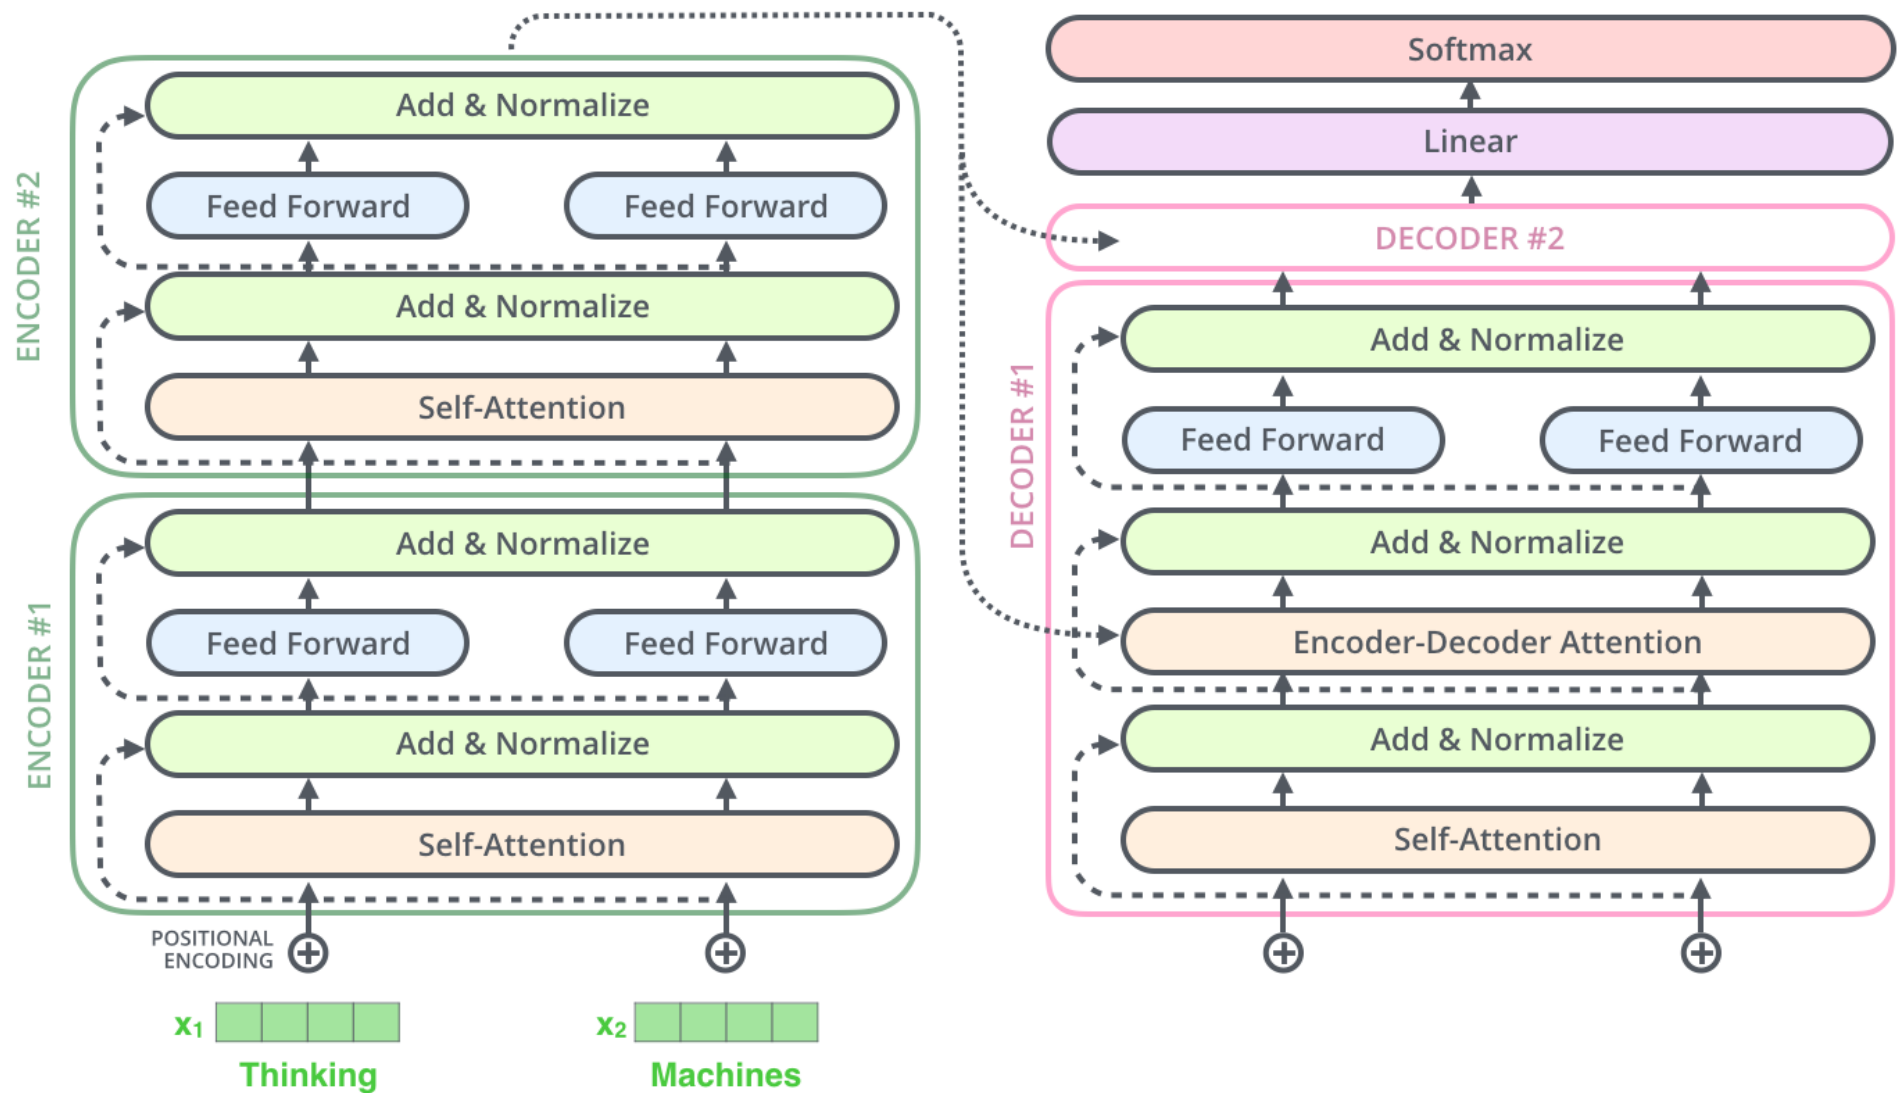 ENCODER #2
Add & Normalize
Feed Forward
Feed Forward
Add & Normalize
Self-Attention
ENCODER #1
Add & Normalize
Feed Forward
Feed Forward
Add & Normalize
Self-Attention
POSITIONAL
ENCODING
x₁
x₂
Thinking
Machines
Softmax
Linear
DECODER #2
DECODER #1
Add & Normalize
Feed Forward
Feed Forward
Add & Normalize
Encoder-Decoder Attention
Add & Normalize
Self-Attention